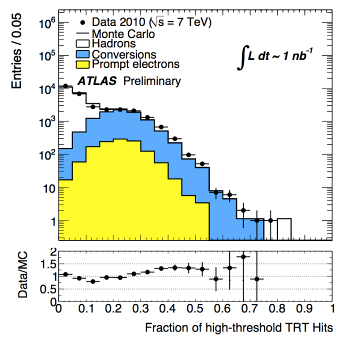 Entries / 0.05
10⁶
10⁵
10⁴
10³
10²
10
1
Data 2010 (√s = 7 TeV)
Monte Carlo
Hadrons
Conversions
Prompt electrons
ATLAS Preliminary
∫L dt ~ 1 nb⁻¹
Data/MC
2
1.5
1
0.5
0
0 0.1 0.2 0.3 0.4 0.5 0.6 0.7 0.8 0.9 1
Fraction of high-threshold TRT Hits